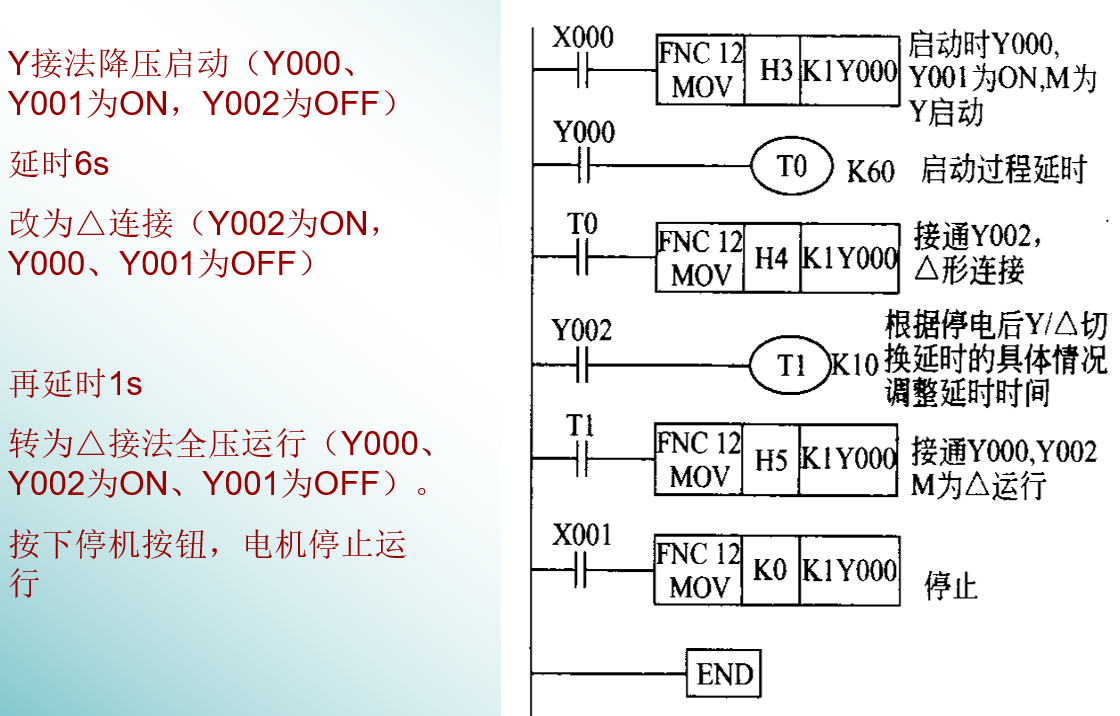 Y接法降压启动（Y000、
Y001为ON，Y002为OFF）
延时6s
改为△连接（Y002为ON，
Y000、Y001为OFF）
再延时1s
转为△接法全压运行（Y000、
Y002为ON、Y001为OFF）。
按下停机按钮，电机停止运
行
X000
FNC 12
MOV
H3
K1Y000
启动时Y000,
Y001为ON,M为
Y启动
Y000
T0
K60
启动过程延时
T0
FNC 12
MOV
H4
K1Y000
接通Y002，
△形连接
Y002
T1
K10
根据停电后Y/△切
换延时的具体情况
调整延时时间
T1
FNC 12
MOV
H5
K1Y000
接通Y000,Y002
M为△运行
X001
FNC 12
MOV
K0
K1Y000
停止
END